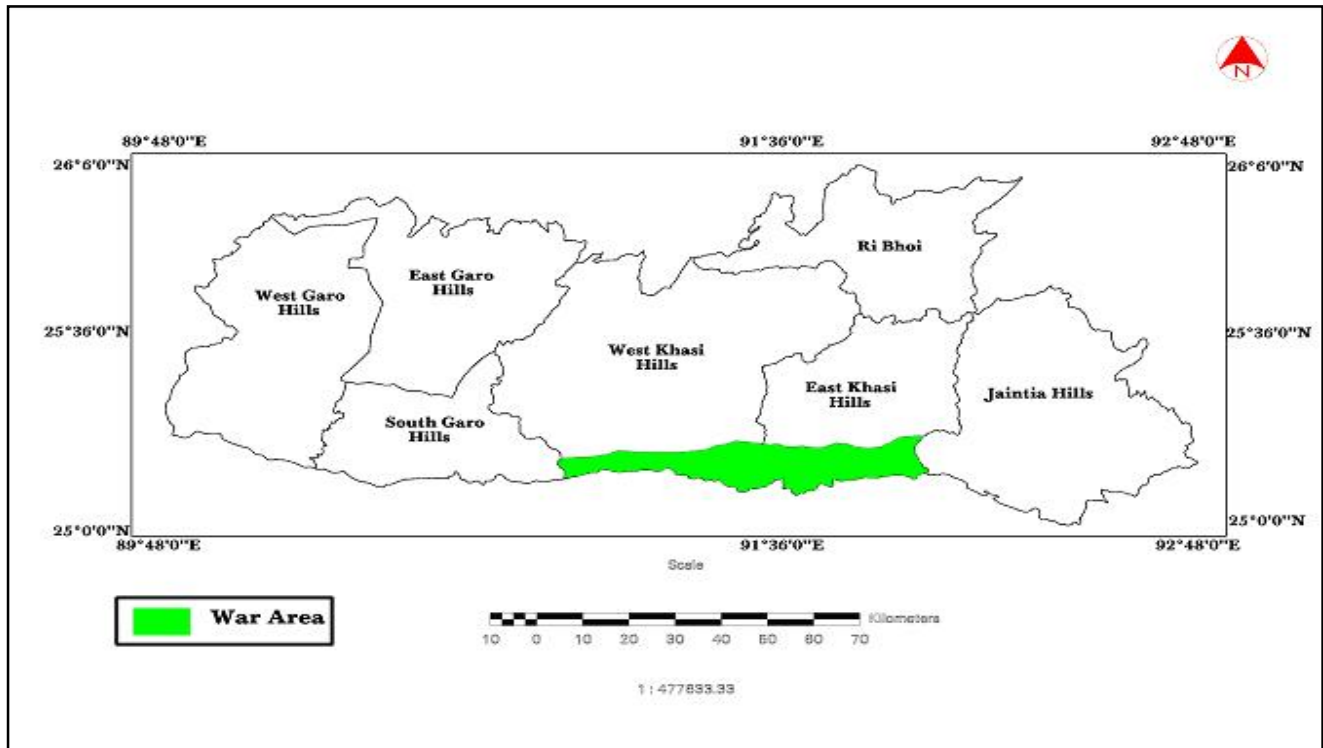 N
89°48'0"E
91°36'0"E
92°48'0"E
26°6'0"N
26°6'0"N
Ri Bhoi
East Garo
Hills
West Garo
Hills
25°36'0"N
25°36'0"N
West Khasi
Hills
East Khasi
Hills
Jaintia Hills
South Garo
Hills
25°0'0"N
25°0'0"N
89°48'0"E
91°36'0"E
92°48'0"E
Scale
War Area
Kilometers
10 0 10 20 30 40 50 60 70
1 : 477833.33